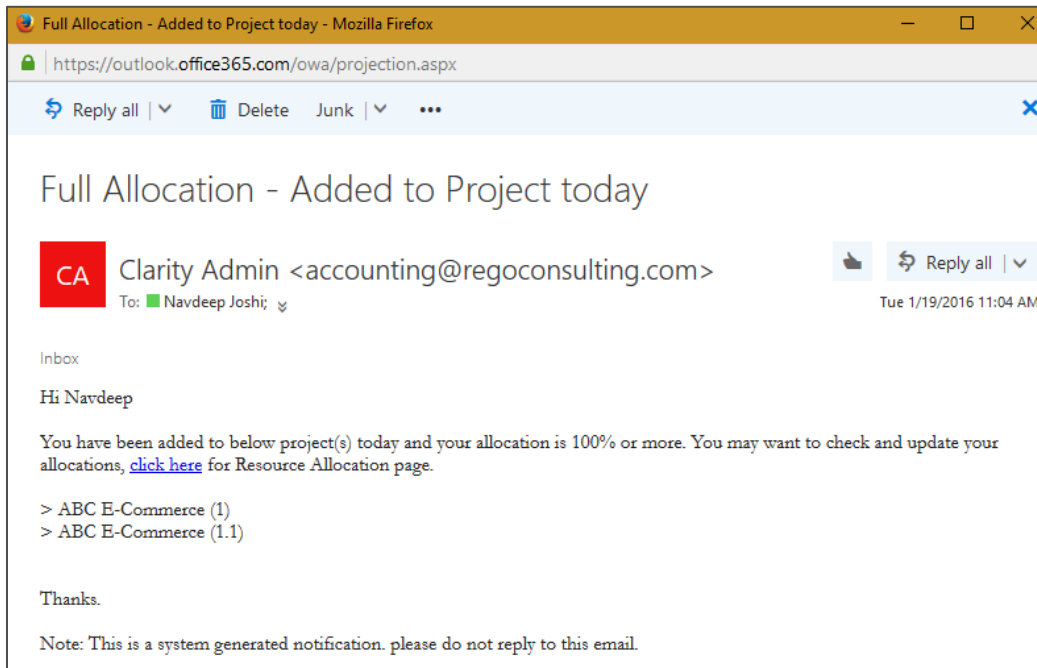 Full Allocation - Added to Project today - Mozilla Firefox
https://outlook.office365.com/owa/projection.aspx
Reply all | Delete Junk | •••
Full Allocation - Added to Project today
CA
Clarity Admin <accounting@regoconsulting.com>
Reply all |
To: Navdeep Joshi;
Tue 1/19/2016 11:04 AM
Inbox
Hi Navdeep
You have been added to below project(s) today and your allocation is 100% or more. You may want to check and update your
allocations, click here for Resource Allocation page.
> ABC E-Commerce (1)
> ABC E-Commerce (1.1)
Thanks.
Note: This is a system generated notification. please do not reply to this email.